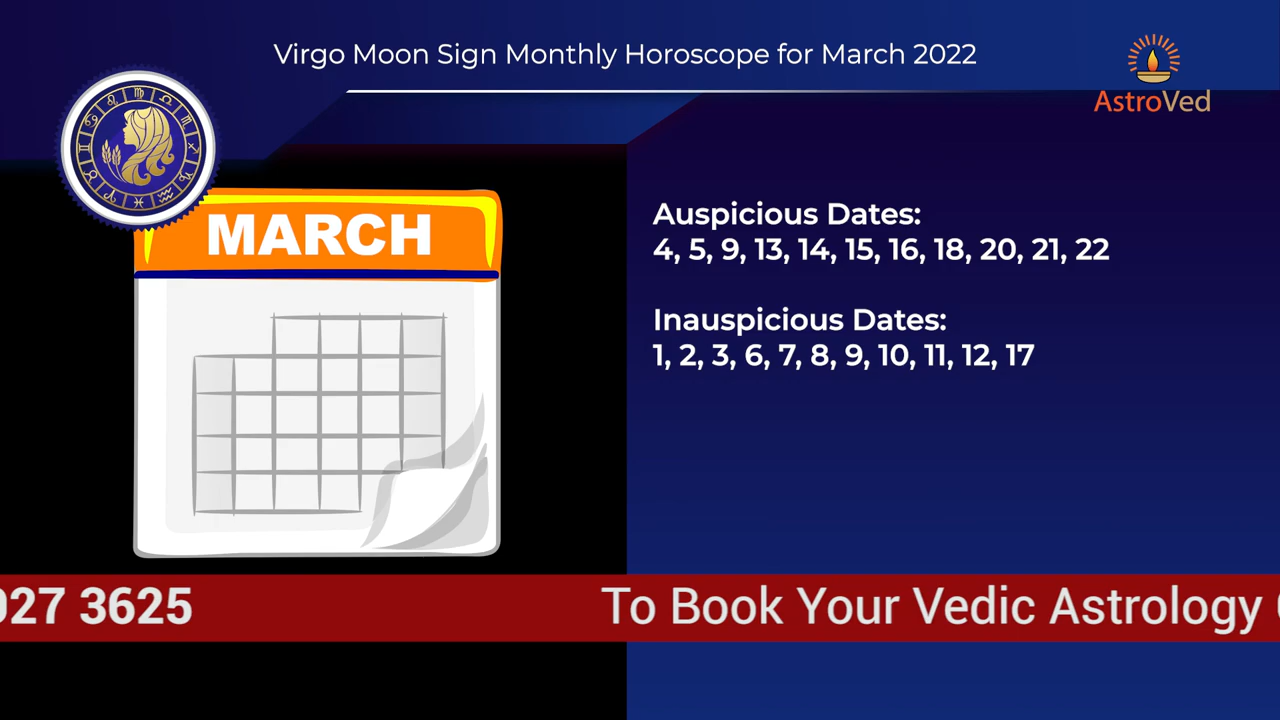 Virgo Moon Sign Monthly Horoscope for March 2022
AstroVed
MARCH
Auspicious Dates:
4, 5, 9, 13, 14, 15, 16, 18, 20, 21, 22
Inauspicious Dates:
1, 2, 3, 6, 7, 8, 9, 10, 11, 12, 17
027 3625 To Book Your Vedic Astrology